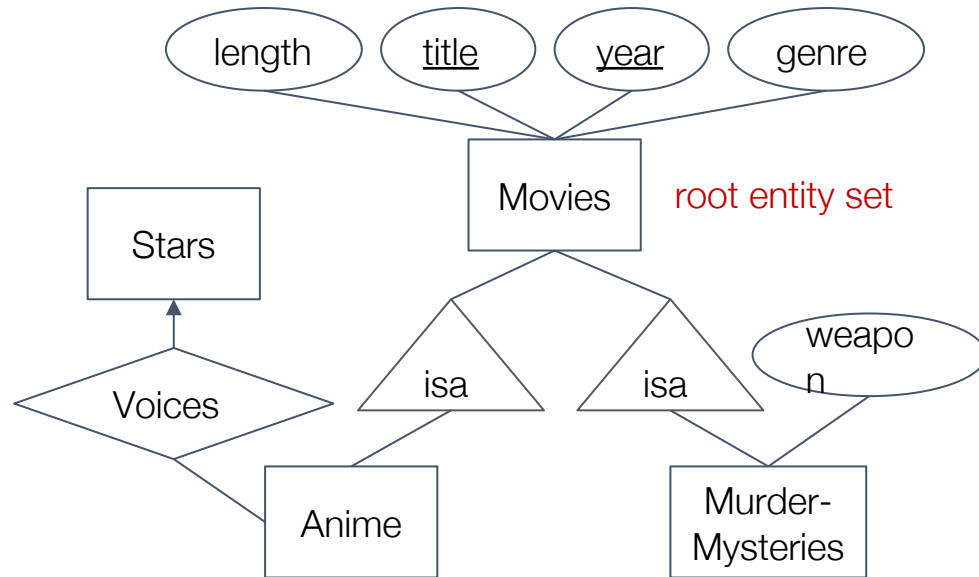 length
title
year
genre
Movies
root entity set
Stars
weapo
n
isa
isa
Voices
Anime
Murder-
Mysteries